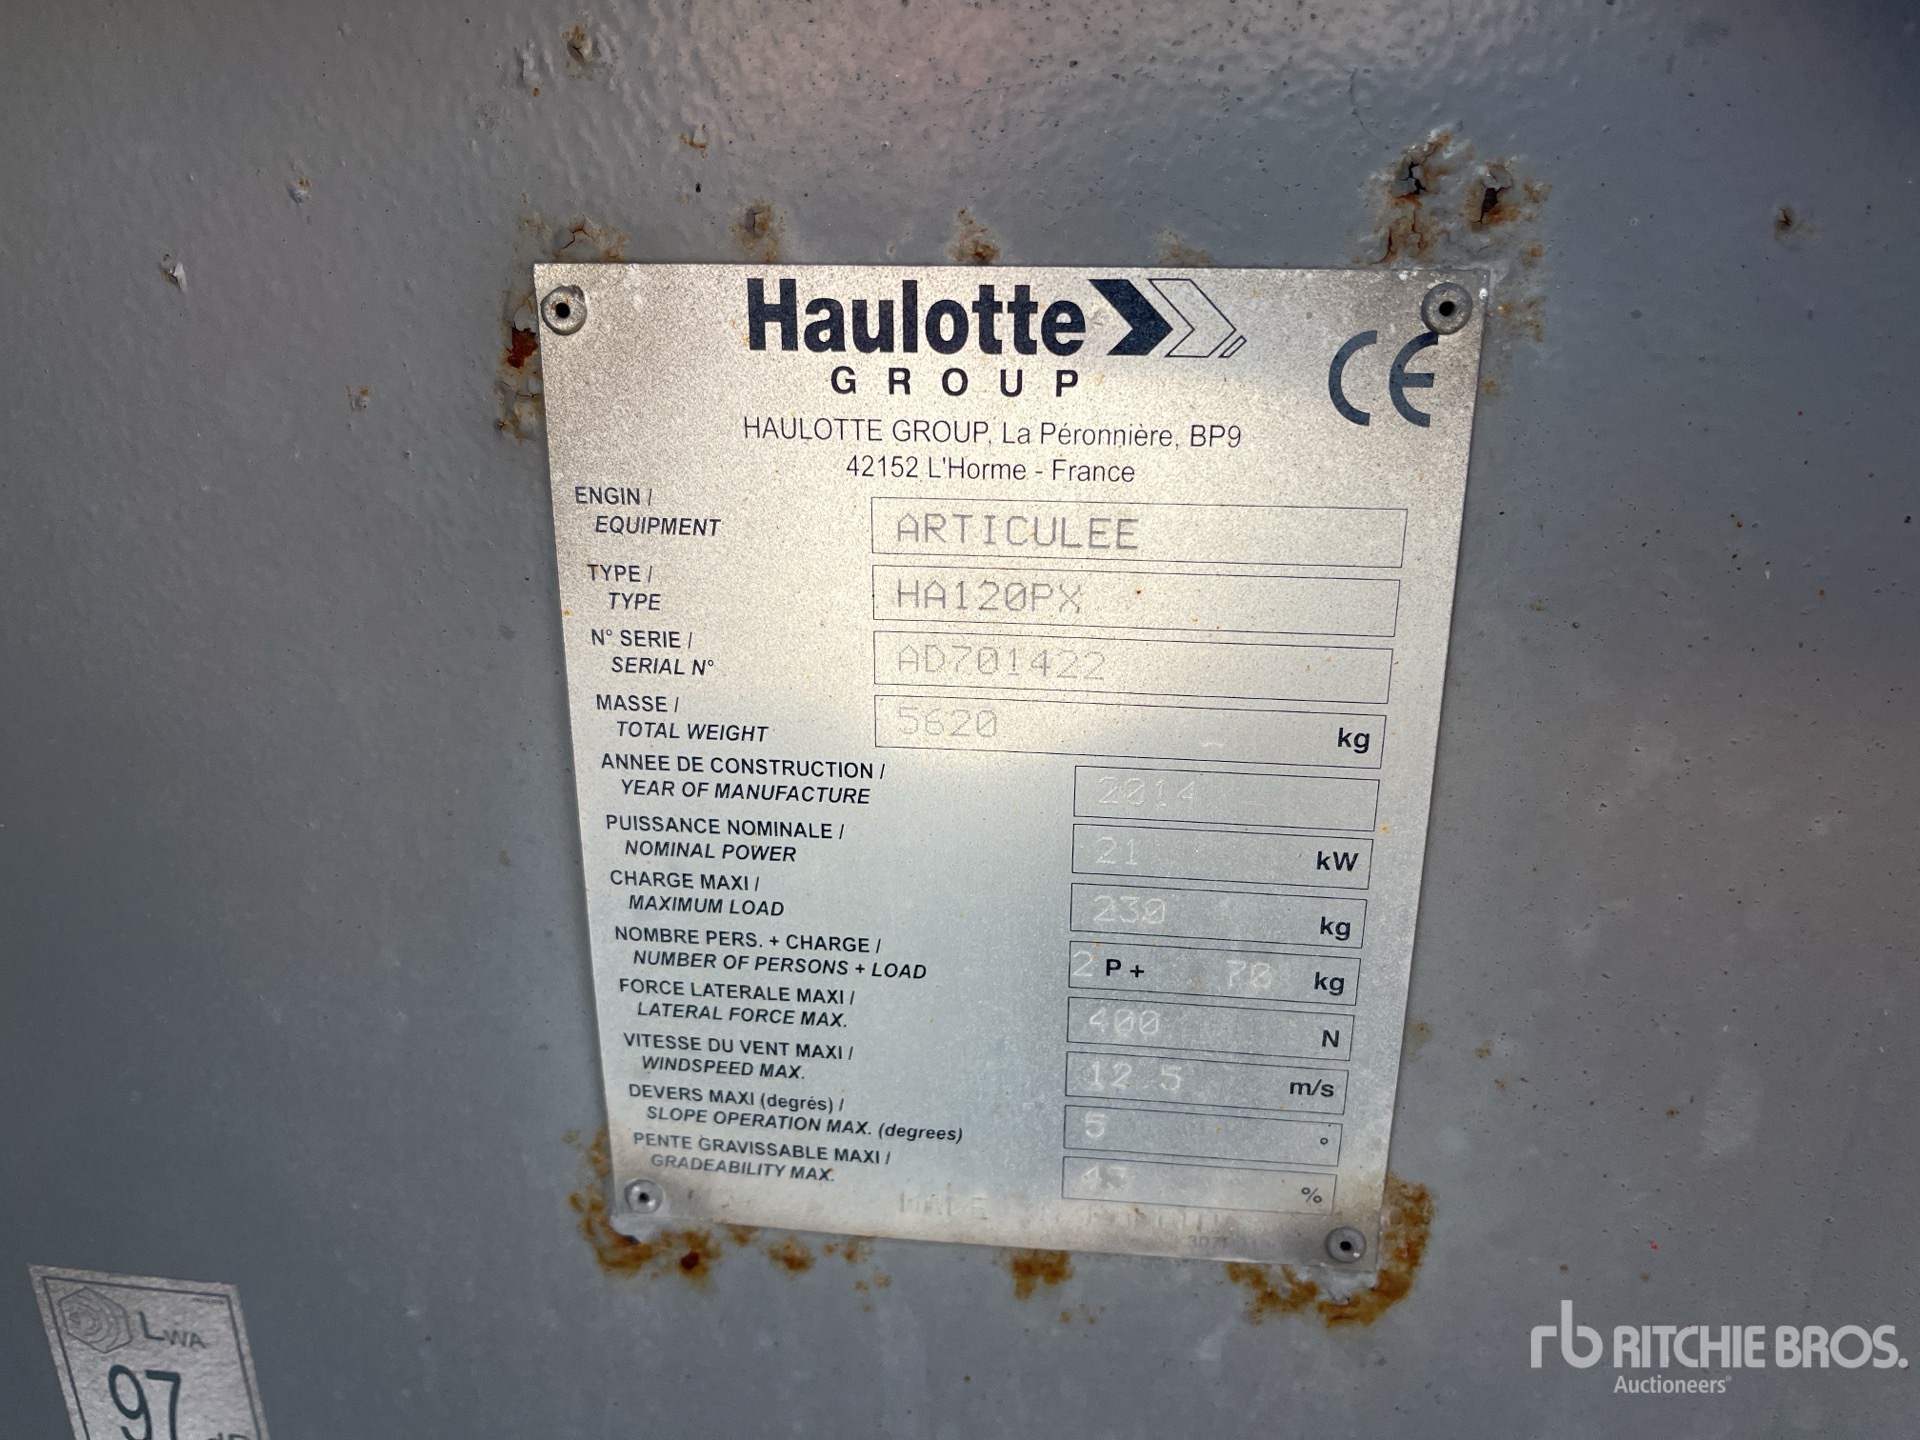 Haulotte
GROUP
CE
HAULOTTE GROUP, La Péronnière, BP9
42152 L'Horme - France
ENGIN /
EQUIPMENT
ARTICULEE
TYPE /
TYPE
HA120PX
N° SERIE /
SERIAL N°
AD701422
MASSE /
TOTAL WEIGHT
5620 kg
ANNEE DE CONSTRUCTION /
YEAR OF MANUFACTURE
2014
PUISSANCE NOMINALE /
NOMINAL POWER
21 kW
CHARGE MAXI /
MAXIMUM LOAD
230 kg
NOMBRE PERS. + CHARGE /
NUMBER OF PERSONS + LOAD
2 P + 70 kg
FORCE LATERALE MAXI /
LATERAL FORCE MAX.
400 N
VITESSE DU VENT MAXI /
WINDSPEED MAX.
12 5 m/s
DEVERS MAXI (degrés) /
SLOPE OPERATION MAX. (degrees)
5 °
PENTE GRAVISSABLE MAXI /
GRADEABILITY MAX.
%
LWA
97
dB
rb RITCHIE BROS.
Auctioneers